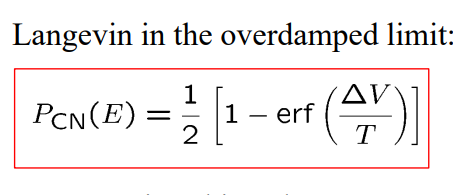 Langevin in the overdamped limit:
P_CN(E) = 1/2 [1 − erf (ΔV/T)]